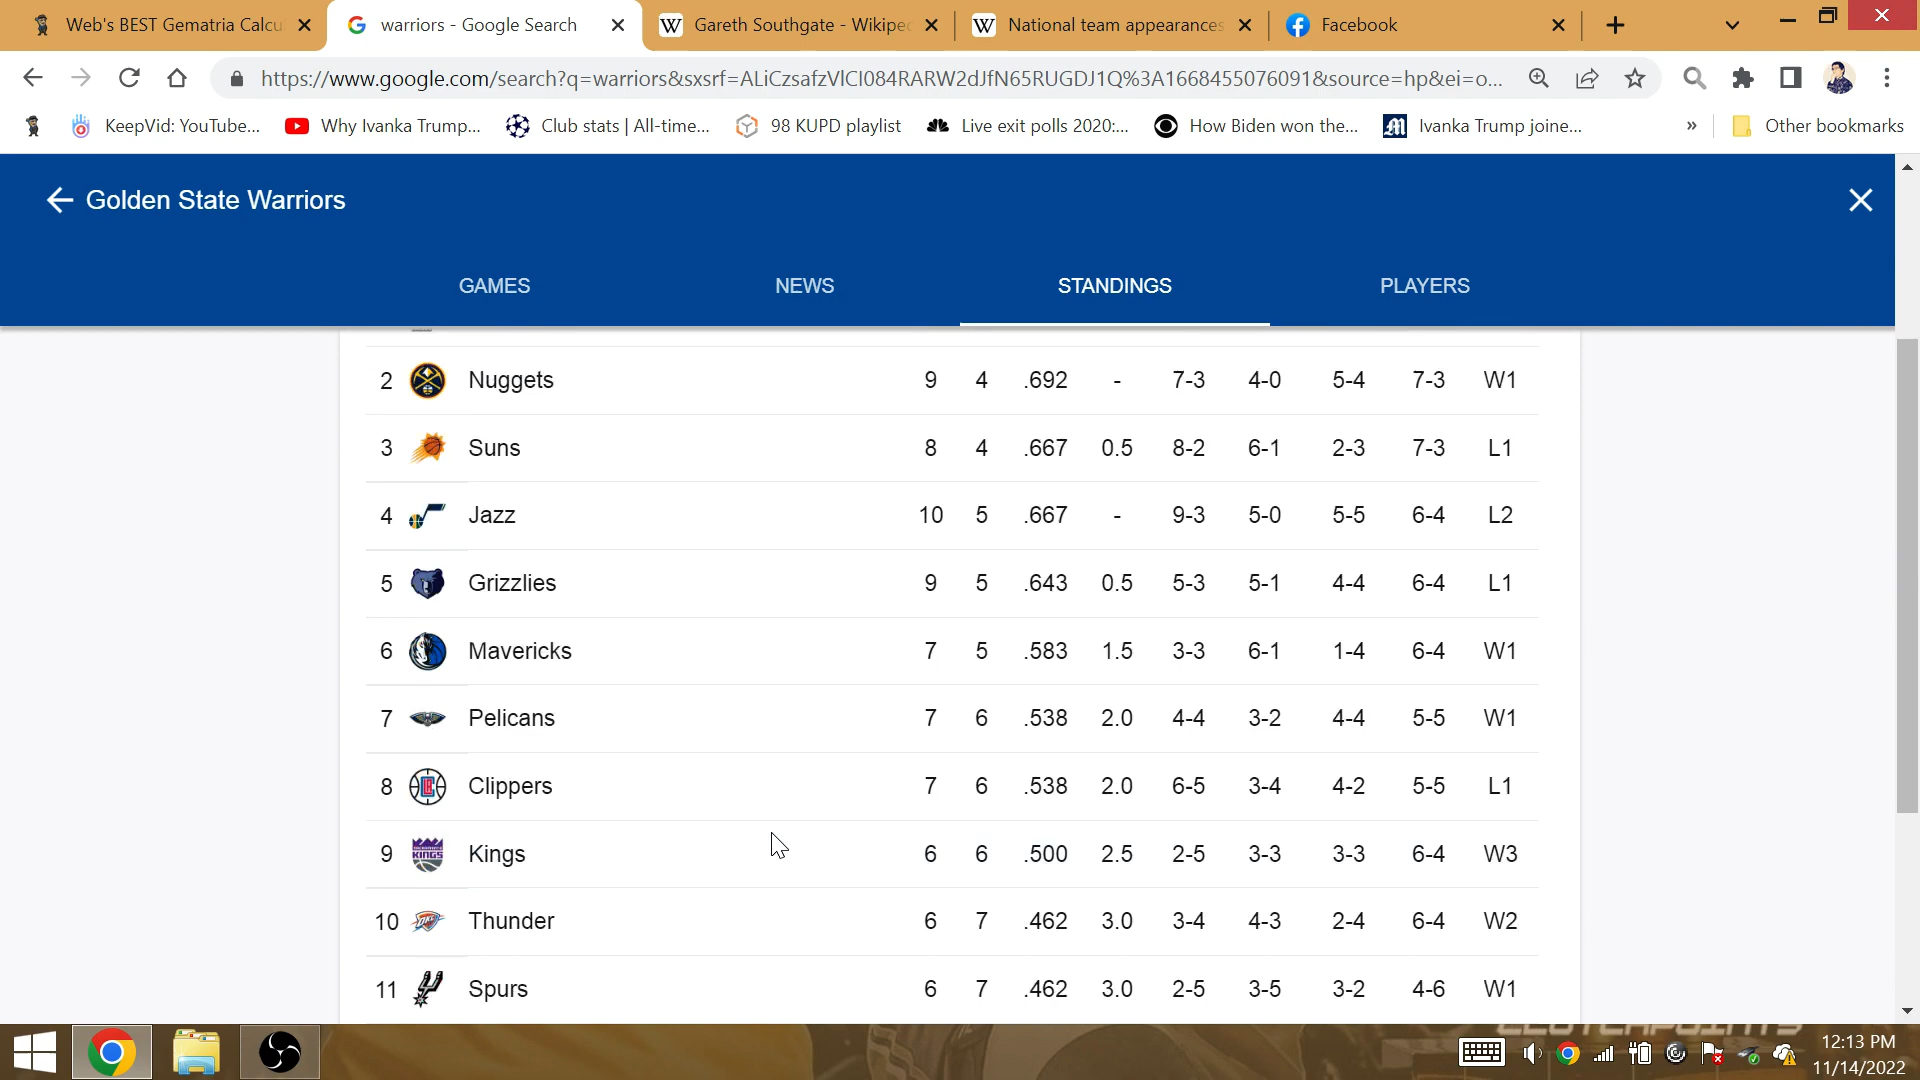 Web's BEST Gematria Calcu
warriors - Google Search
Gareth Southgate - Wikipec
National team appearances
Facebook
https://www.google.com/search?q=warriors&sxsrf=ALiCzsafzVlCI084RARW2dJfN65RUGDJ1Q%3A1668455076091&source=hp&ei=o...
KeepVid: YouTube...
Why Ivanka Trump...
Club stats | All-time...
98 KUPD playlist
Live exit polls 2020:...
How Biden won the...
Ivanka Trump joine...
»
Other bookmarks
Golden State Warriors
GAMES NEWS STANDINGS PLAYERS
2 Nuggets 9 4 .692 - 7-3 4-0 5-4 7-3 W1
3 Suns 8 4 .667 0.5 8-2 6-1 2-3 7-3 L1
4 Jazz 10 5 .667 - 9-3 5-0 5-5 6-4 L2
5 Grizzlies 9 5 .643 0.5 5-3 5-1 4-4 6-4 L1
6 Mavericks 7 5 .583 1.5 3-3 6-1 1-4 6-4 W1
7 Pelicans 7 6 .538 2.0 4-4 3-2 4-4 5-5 W1
8 Clippers 7 6 .538 2.0 6-5 3-4 4-2 5-5 L1
9 Kings 6 6 .500 2.5 2-5 3-3 3-3 6-4 W3
10 Thunder 6 7 .462 3.0 3-4 4-3 2-4 6-4 W2
11 Spurs 6 7 .462 3.0 2-5 3-5 3-2 4-6 W1
12:13 PM
11/14/2022